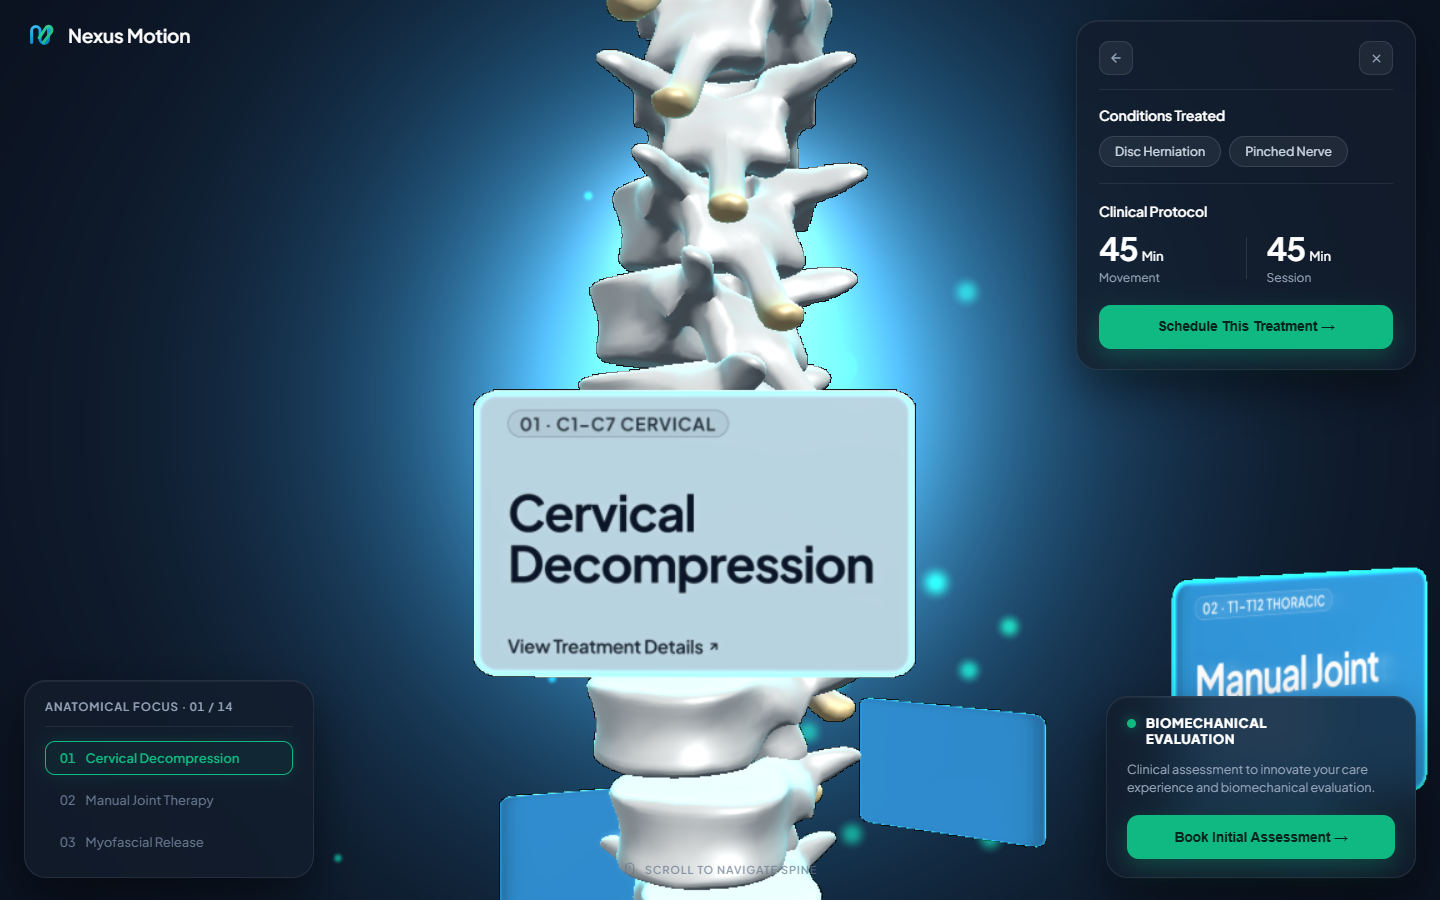 Nexus Motion
Conditions Treated
Disc Herniation
Pinched Nerve
Clinical Protocol
45 Min
Movement
45 Min
Session
Schedule This Treatment →
01 · C1–C7 CERVICAL
Cervical
Decompression
View Treatment Details ↗
02 · T1–T12 THORACIC
Manual Joint
ANATOMICAL FOCUS · 01 / 14
01 Cervical Decompression
02 Manual Joint Therapy
03 Myofascial Release
SCROLL TO NAVIGATE SPINE
BIOMECHANICAL
EVALUATION
Clinical assessment to innovate your care
experience and biomechanical evaluation.
Book Initial Assessment →